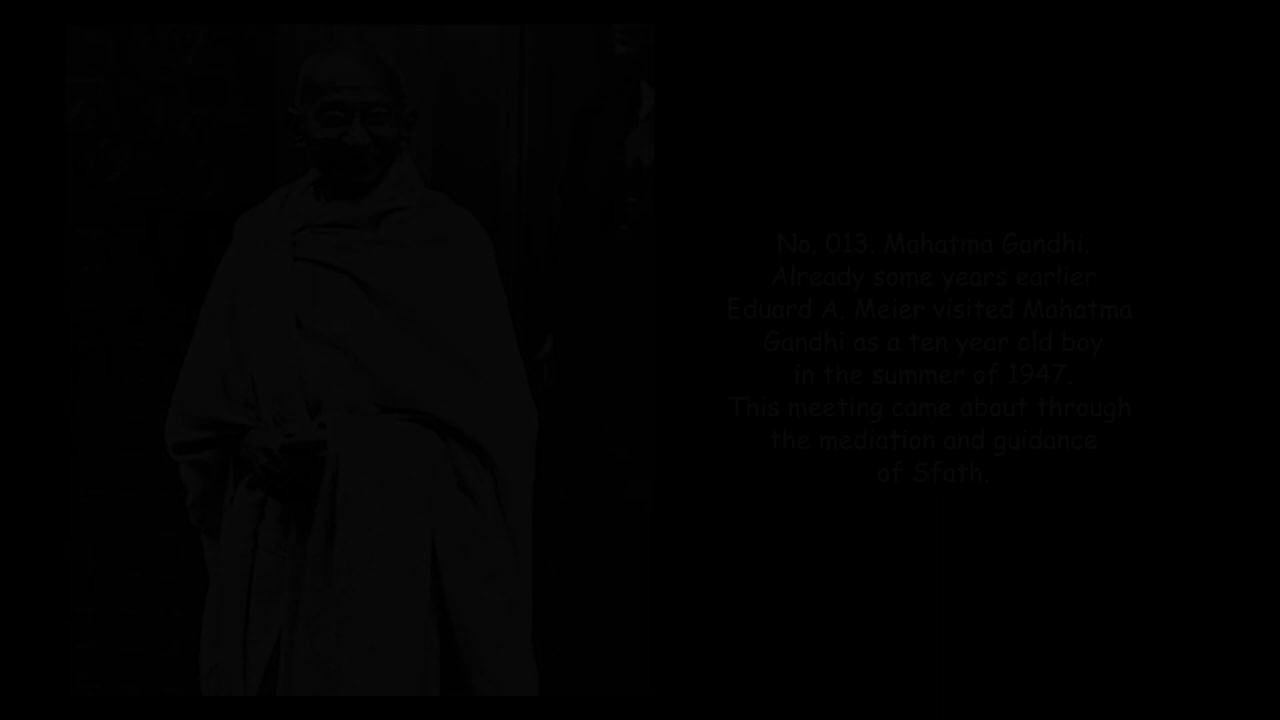 No. 013. Mahatma Gandhi.
Already some years earlier
Eduard A. Meier visited Mahatma
Gandhi as a ten year old boy
in the summer of 1947.
This meeting came about through
the mediation and guidance
of Sfath.